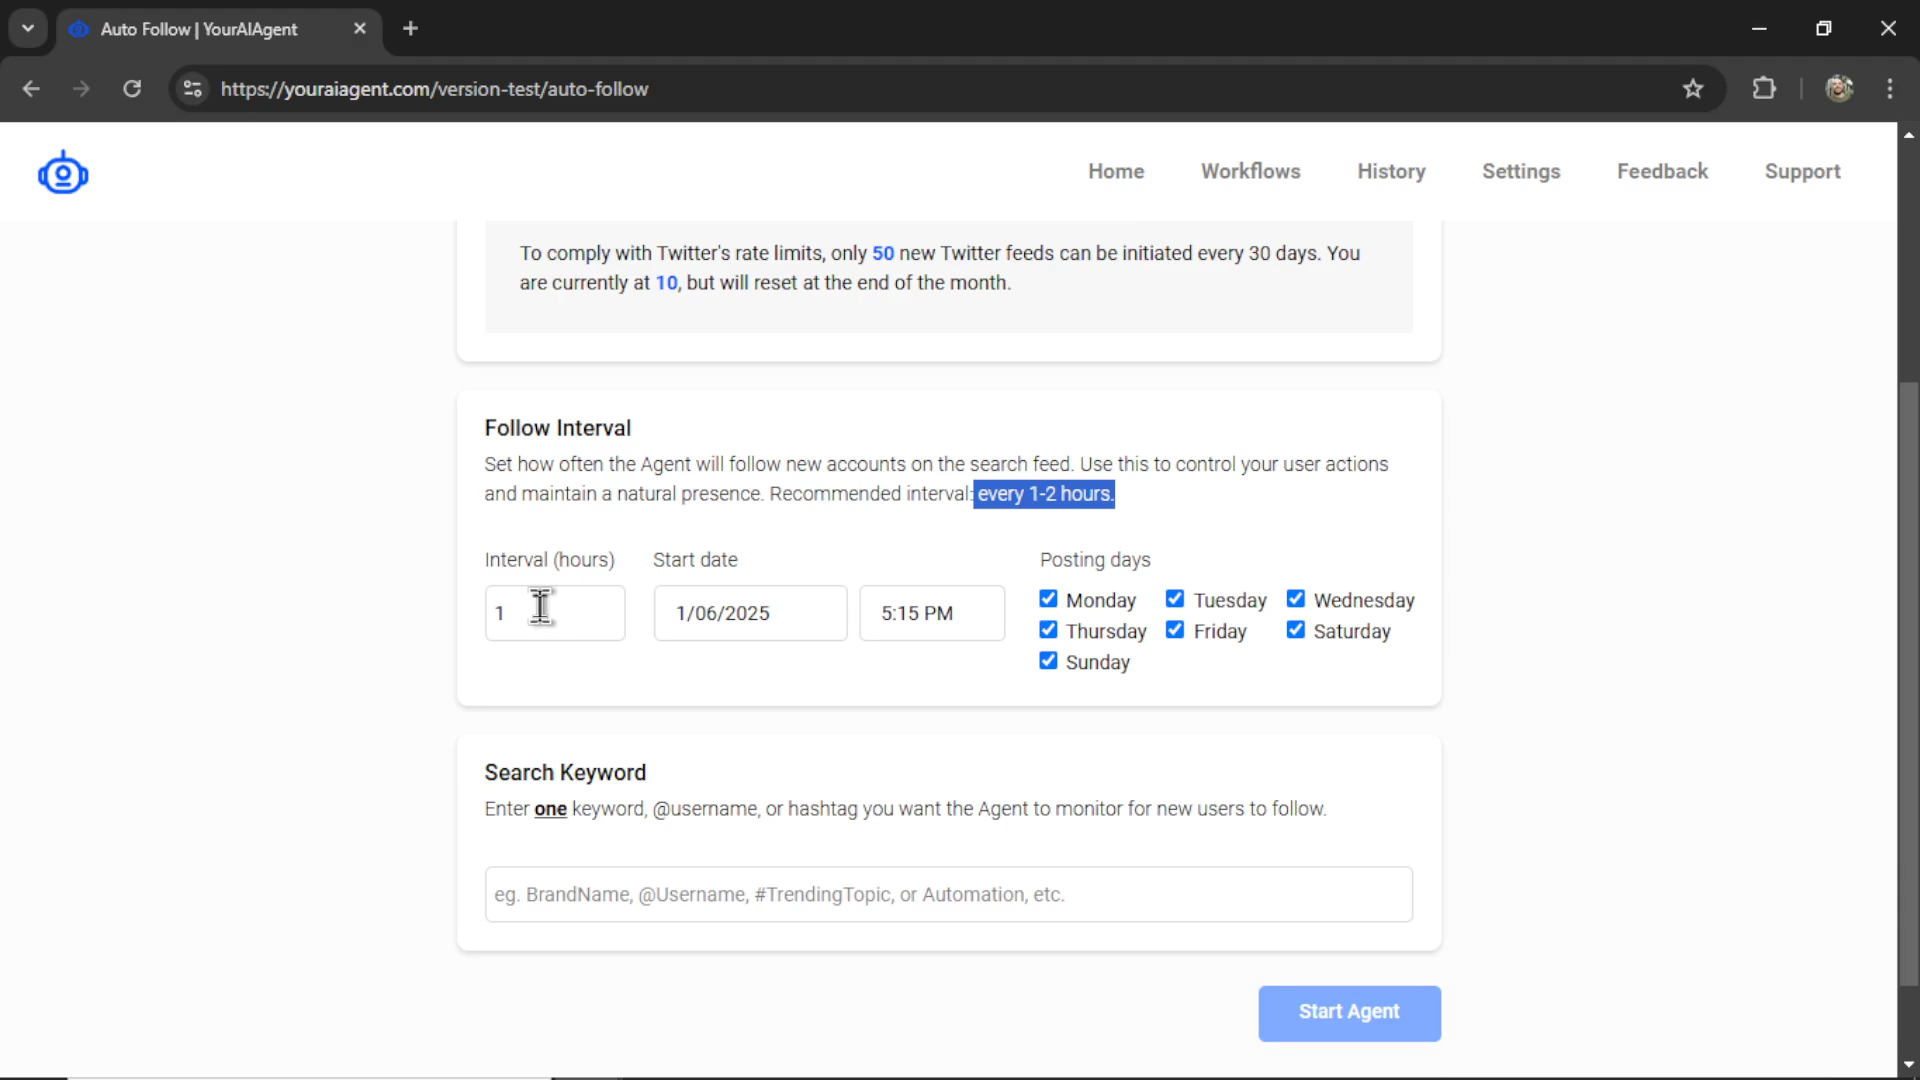 Auto Follow | YourAIAgent
https://youraiagent.com/version-test/auto-follow
Home Workflows History Settings Feedback Support
To comply with Twitter's rate limits, only 50 new Twitter feeds can be initiated every 30 days. You
are currently at 10, but will reset at the end of the month.
Follow Interval
Set how often the Agent will follow new accounts on the search feed. Use this to control your user actions
and maintain a natural presence. Recommended interval: every 1-2 hours.
Interval (hours) Start date Posting days
1 1/06/2025 5:15 PM
Monday Tuesday Wednesday
Thursday Friday Saturday
Sunday
Search Keyword
Enter one keyword, @username, or hashtag you want the Agent to monitor for new users to follow.
eg. BrandName, @Username, #TrendingTopic, or Automation, etc.
Start Agent